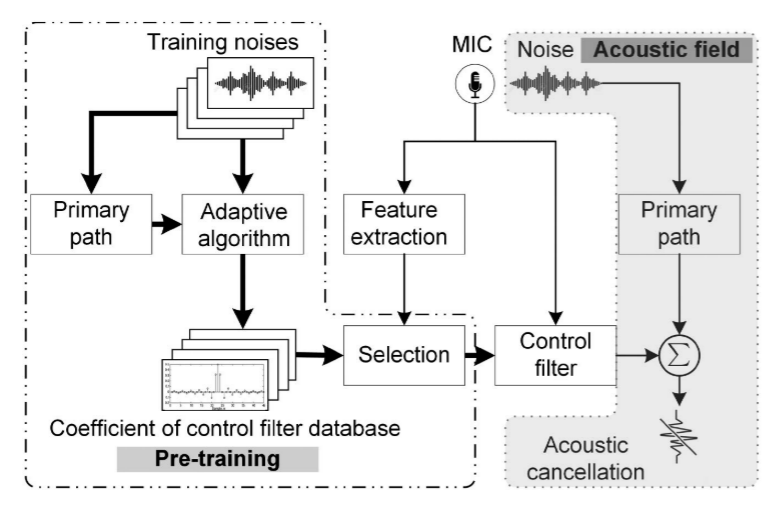 Training noises
MIC
Noise
Acoustic field
Primary
path
Adaptive
algorithm
Feature
extraction
Primary
path
Selection
Control
filter
Σ
Coefficient of control filter database
Pre-training
Acoustic
cancellation